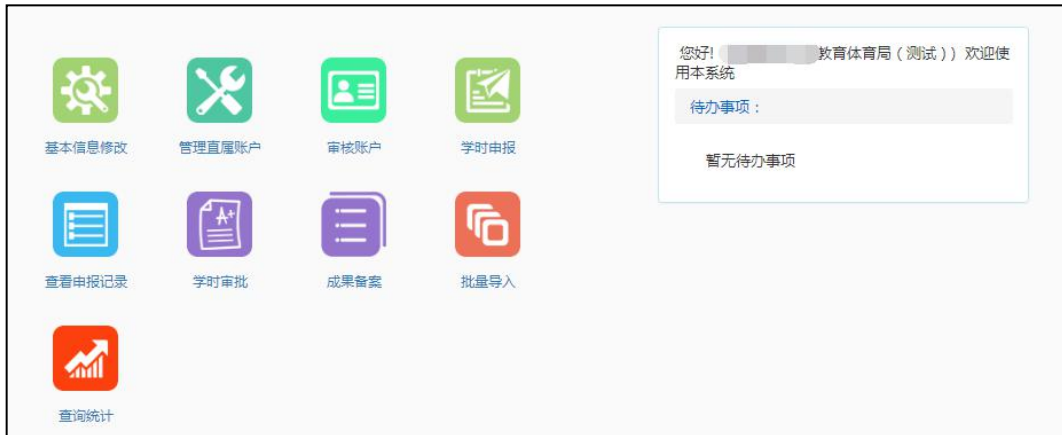 您好! 教育体育局（测试））欢迎使
用本系统
待办事项：
暂无待办事项
基本信息修改
管理直属账户
审核账户
学时申报
A+
查看申报记录
学时审批
成果备案
批量导入
查询统计